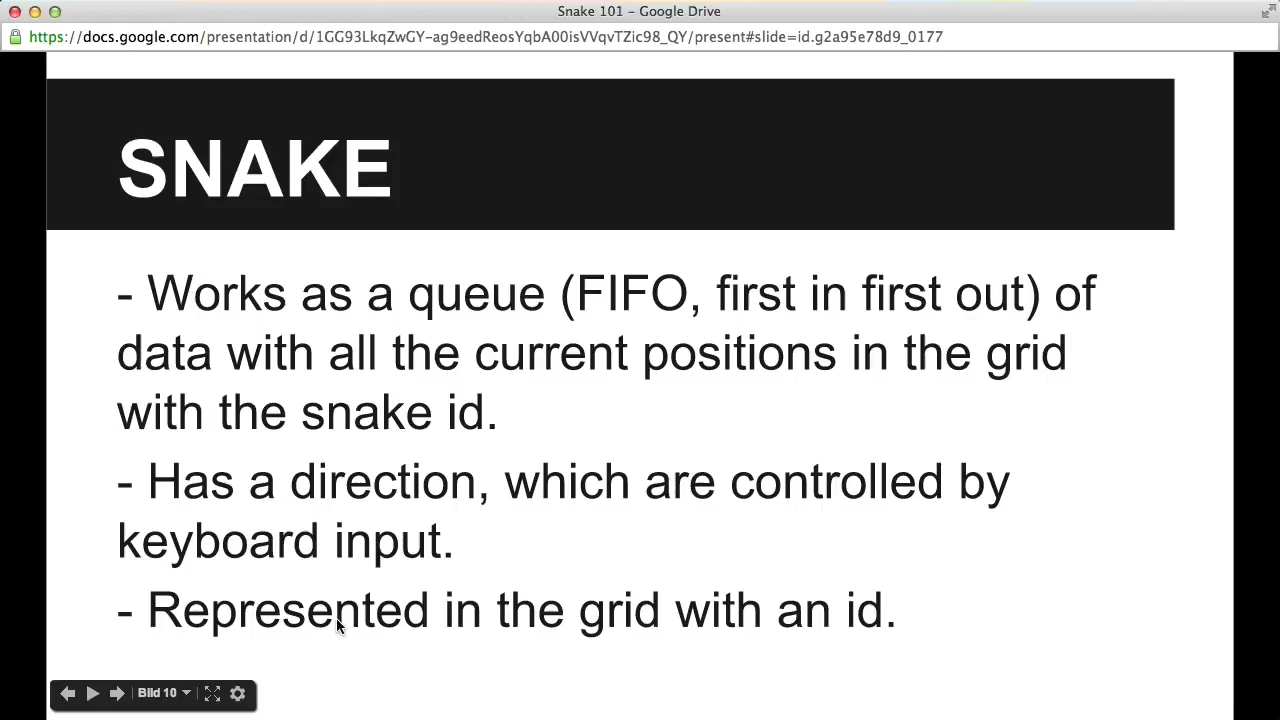 Snake 101 – Google Drive
https://docs.google.com/presentation/d/1GG93LkqZwGY-ag9eedReosYqbA00isVVqvTZic98_QY/present#slide=id.g2a95e78d9_0177
SNAKE
- Works as a queue (FIFO, first in first out) of
data with all the current positions in the grid
with the snake id.
- Has a direction, which are controlled by
keyboard input.
- Represented in the grid with an id.
Bild 10